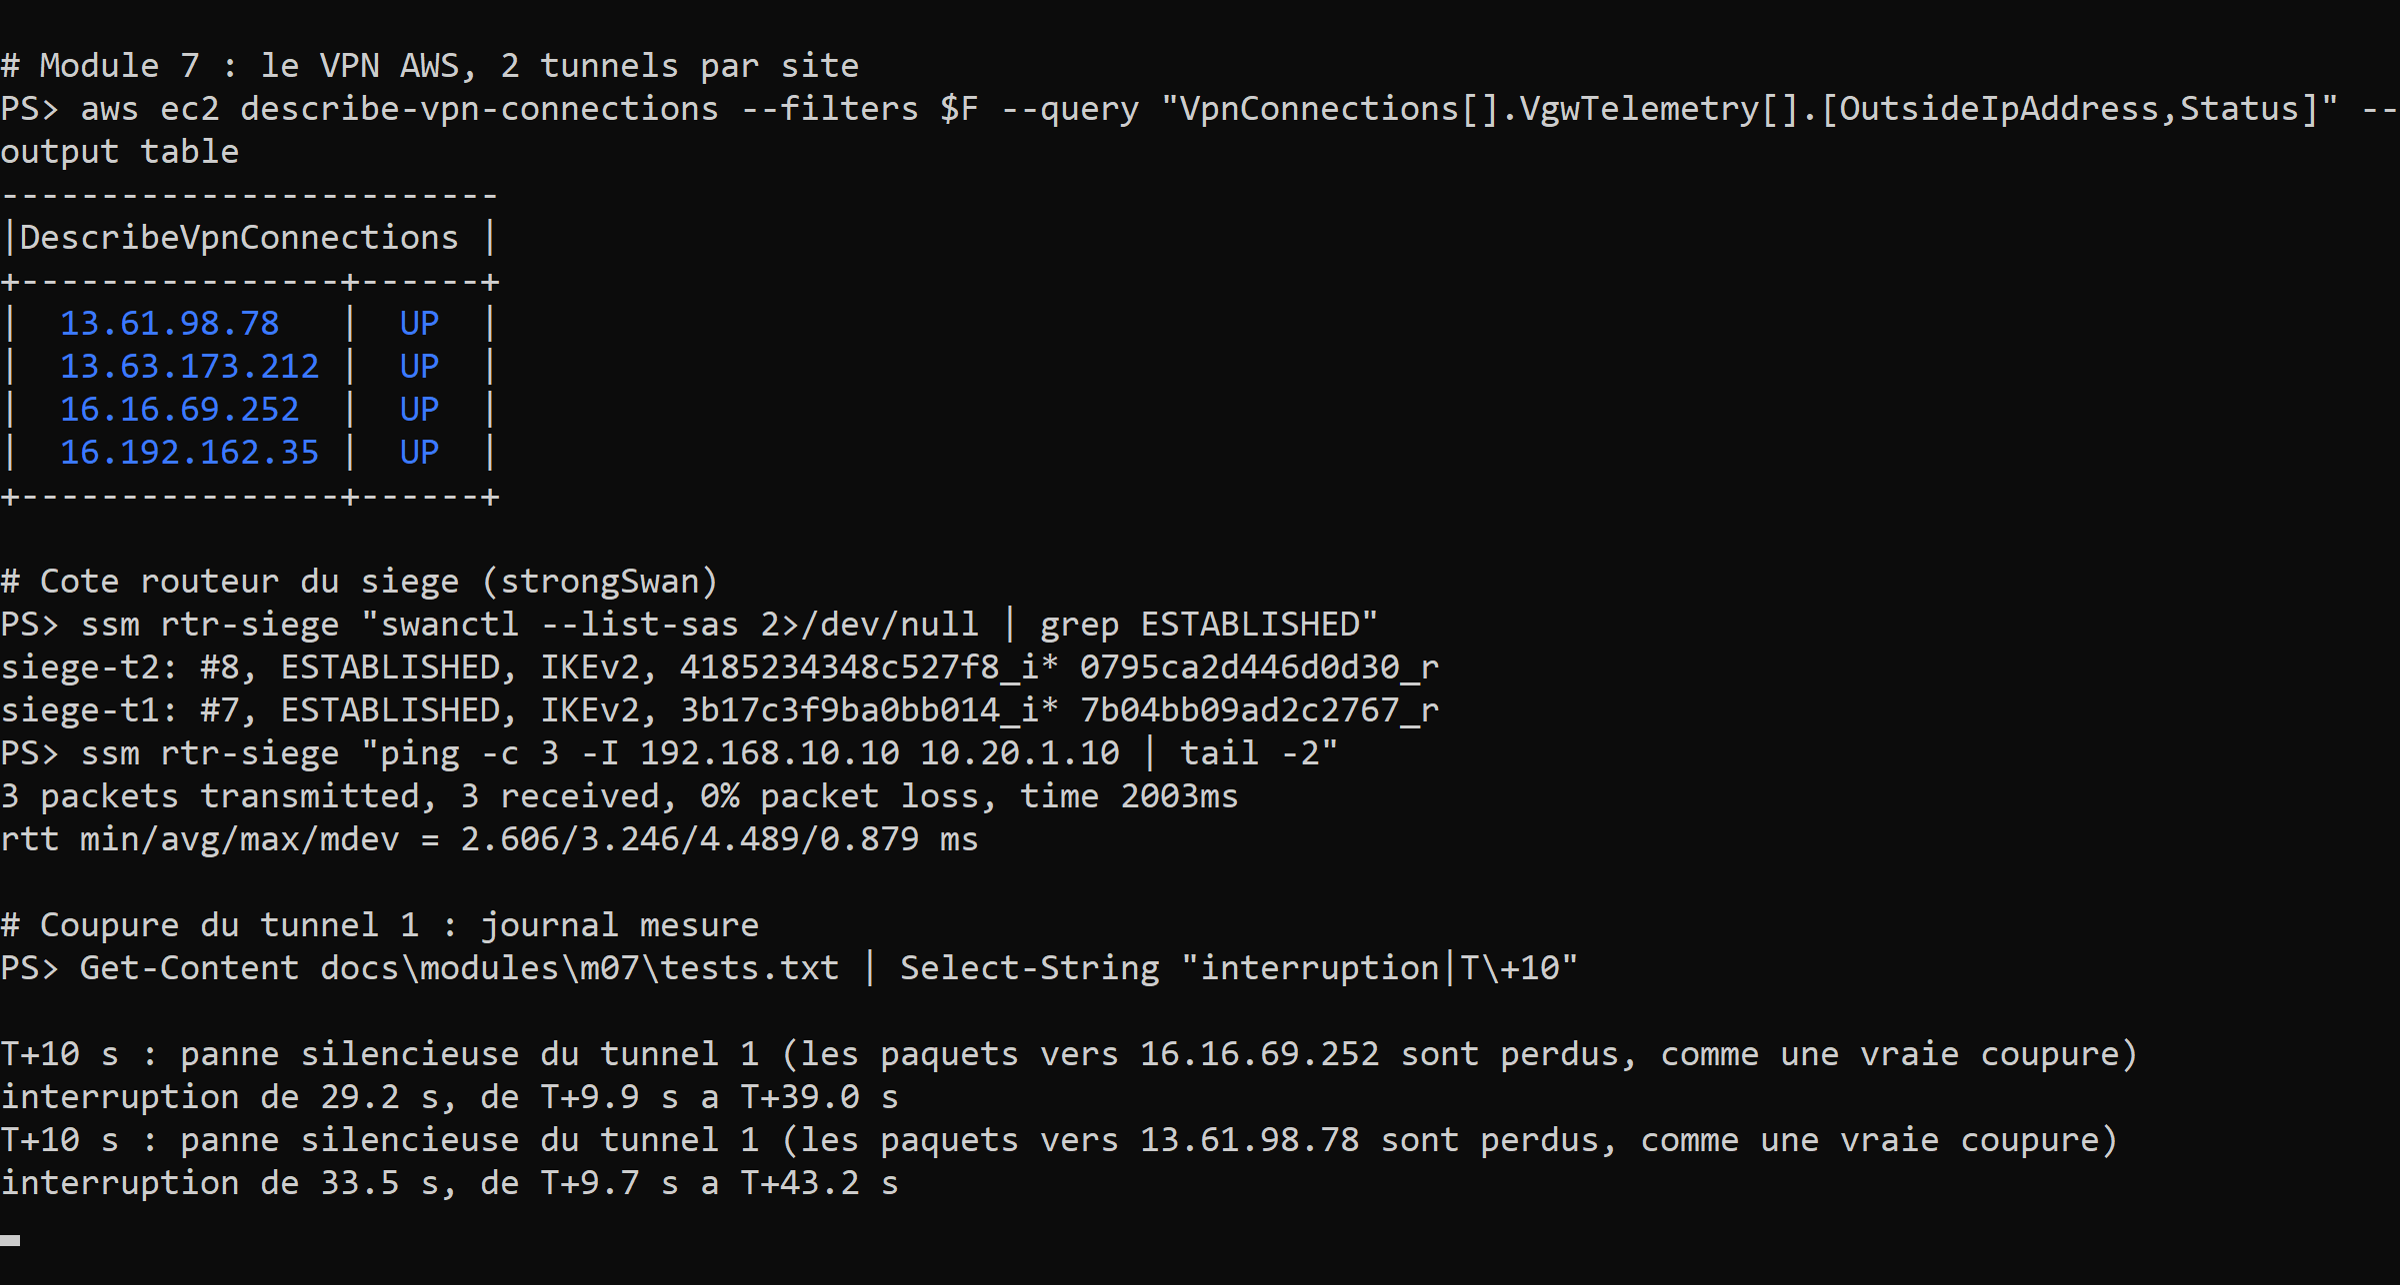 # Module 7 : le VPN AWS, 2 tunnels par site
PS> aws ec2 describe-vpn-connections --filters $F --query "VpnConnections[].VgwTelemetry[].[OutsideIpAddress,Status]" --
output table
-------------------------
|DescribeVpnConnections |
+----------------+------+
|  13.61.98.78   |  UP  |
|  13.63.173.212 |  UP  |
|  16.16.69.252  |  UP  |
|  16.192.162.35 |  UP  |
+----------------+------+
# Cote routeur du siege (strongSwan)
PS> ssm rtr-siege "swanctl --list-sas 2>/dev/null | grep ESTABLISHED"
siege-t2: #8, ESTABLISHED, IKEv2, 4185234348c527f8_i* 0795ca2d446d0d30_r
siege-t1: #7, ESTABLISHED, IKEv2, 3b17c3f9ba0bb014_i* 7b04bb09ad2c2767_r
PS> ssm rtr-siege "ping -c 3 -I 192.168.10.10 10.20.1.10 | tail -2"
3 packets transmitted, 3 received, 0% packet loss, time 2003ms
rtt min/avg/max/mdev = 2.606/3.246/4.489/0.879 ms
# Coupure du tunnel 1 : journal mesure
PS> Get-Content docs\modules\m07\tests.txt | Select-String "interruption|T\+10"
T+10 s : panne silencieuse du tunnel 1 (les paquets vers 16.16.69.252 sont perdus, comme une vraie coupure)
interruption de 29.2 s, de T+9.9 s a T+39.0 s
T+10 s : panne silencieuse du tunnel 1 (les paquets vers 13.61.98.78 sont perdus, comme une vraie coupure)
interruption de 33.5 s, de T+9.7 s a T+43.2 s